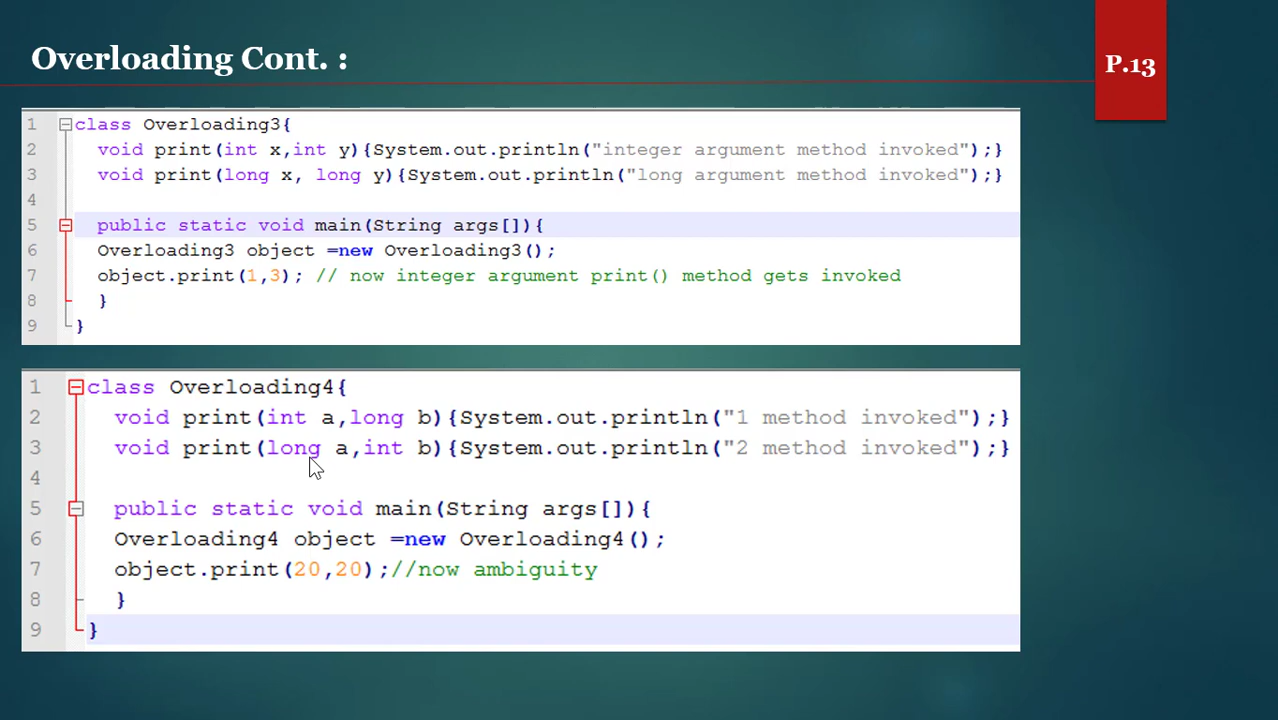 Overloading Cont. :
P.13
1 class Overloading3{
2 void print(int x,int y){System.out.println("integer argument method invoked");}
3 void print(long x, long y){System.out.println("long argument method invoked");}
4
5 public static void main(String args[]){
6 Overloading3 object =new Overloading3();
7 object.print(1,3); // now integer argument print() method gets invoked
8 }
9 }
1 class Overloading4{
2 void print(int a,long b){System.out.println("1 method invoked");}
3 void print(long a,int b){System.out.println("2 method invoked");}
4
5 public static void main(String args[]){
6 Overloading4 object =new Overloading4();
7 object.print(20,20);//now ambiguity
8 }
9 }